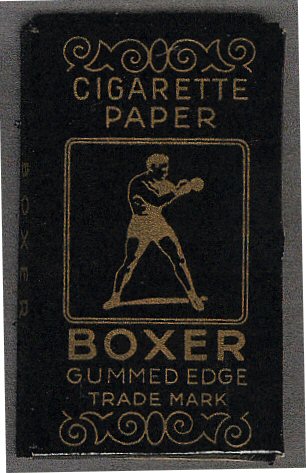 CIGARETTE
PAPER
BOXER
GUMMED EDGE
TRADE MARK
BOXER